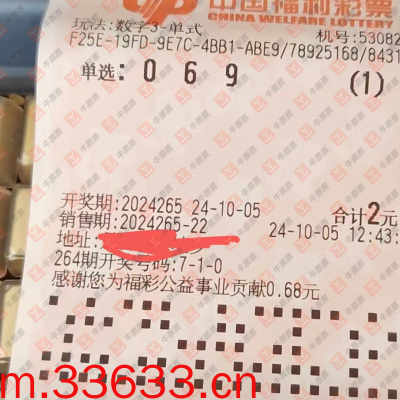 中国福利彩票
CHINA WELFARE LOTTERY
玩法:数字3-单式
机号:53082
F25E-19FD-9E7C-4BB1-ABE9/78925168/8431
单选: 0 6 9 (1)
开奖期:2024265 24-10-05 合计2元
销售期:2024265-22 24-10-05 12:43:
地址:
264期开奖号码:7-1-0
感谢您为福彩公益事业贡献0.68元
m.33633.cn